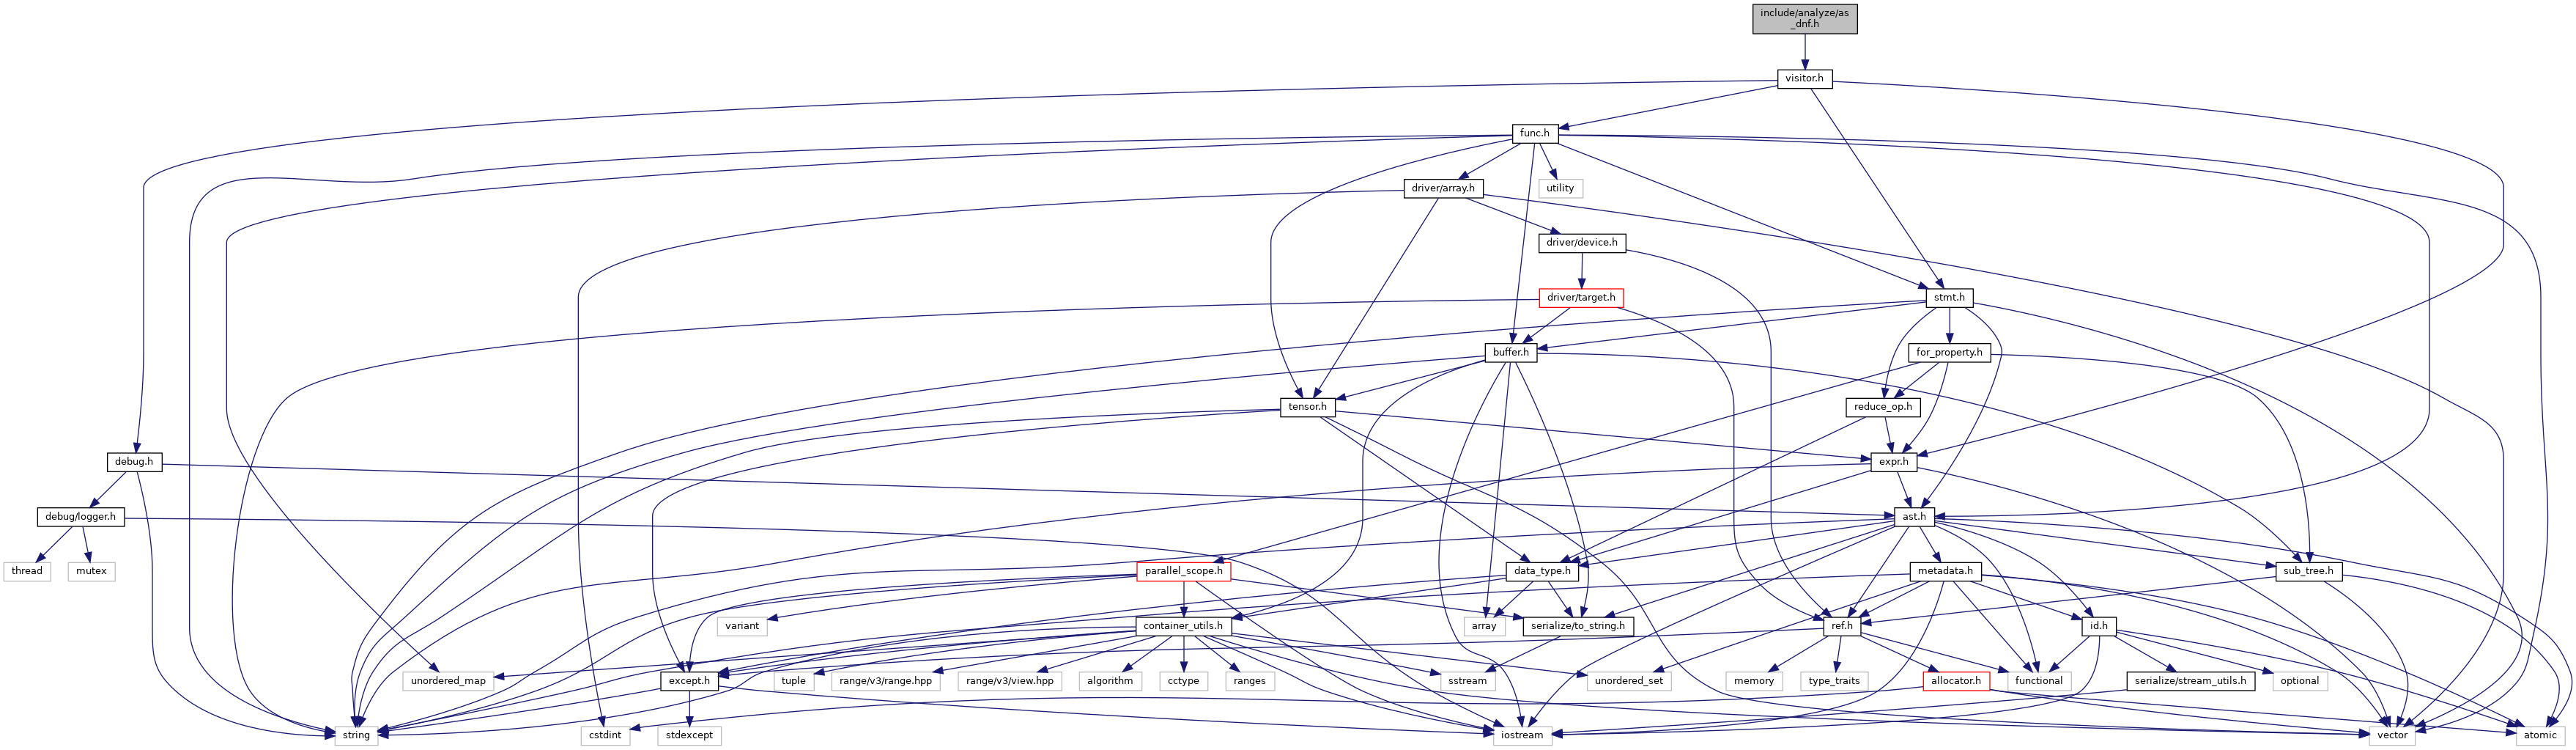 include/analyze/as
_dnf.h
visitor.h
func.h
driver/array.h
utility
driver/device.h
driver/target.h
stmt.h
buffer.h
for_property.h
tensor.h
reduce_op.h
debug.h
expr.h
debug/logger.h
ast.h
thread
mutex
parallel_scope.h
data_type.h
metadata.h
sub_tree.h
variant
container_utils.h
array
serialize/to_string.h
ref.h
id.h
unordered_map
except.h
tuple
range/v3/range.hpp
range/v3/view.hpp
algorithm
cctype
ranges
sstream
unordered_set
memory
type_traits
allocator.h
functional
serialize/stream_utils.h
optional
string
cstdint
stdexcept
iostream
vector
atomic